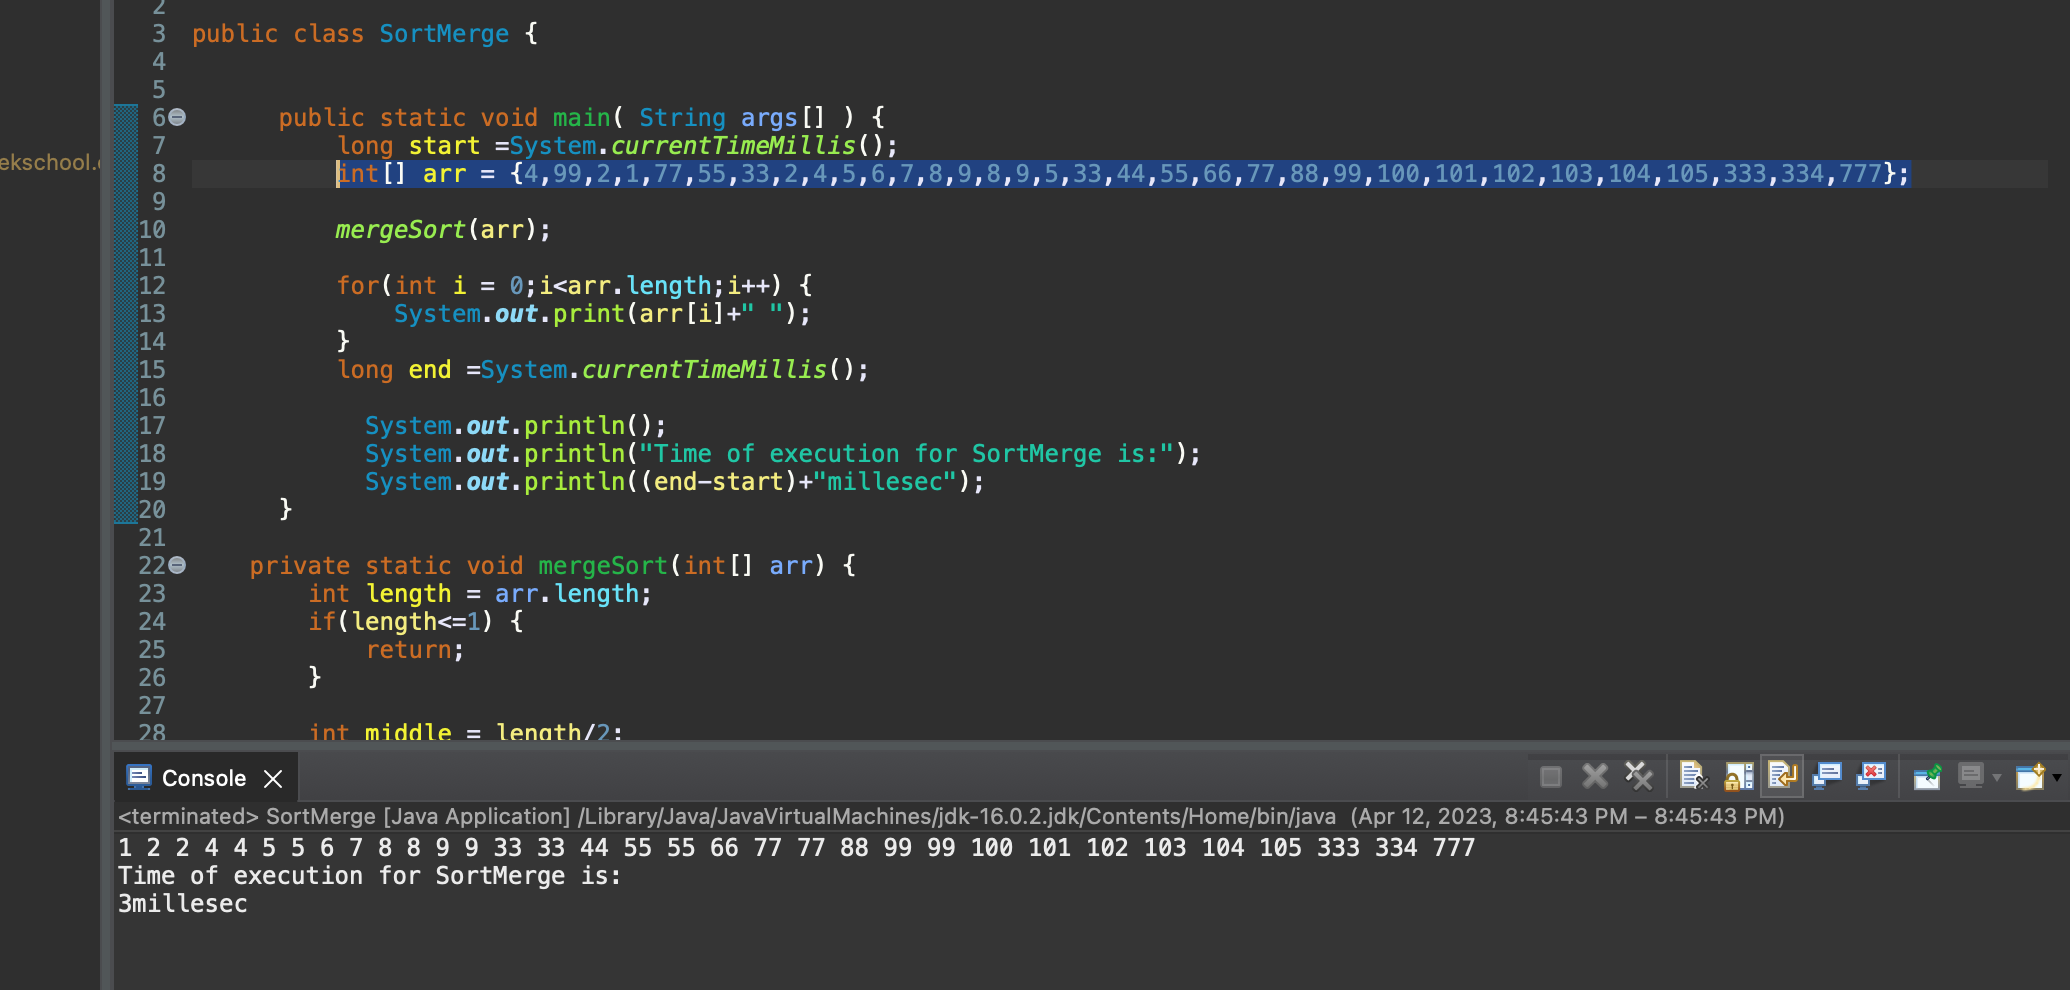 2
3 public class SortMerge {
4
5
6 public static void main( String args[] ) {
7 long start =System.currentTimeMillis();
ekschool.
8 int[] arr = {4,99,2,1,77,55,33,2,4,5,6,7,8,9,8,9,5,33,44,55,66,77,88,99,100,101,102,103,104,105,333,334,777};
9
10 mergeSort(arr);
11
12 for(int i = 0;i<arr.length;i++) {
13 System.out.print(arr[i]+" ");
14 }
15 long end =System.currentTimeMillis();
16
17 System.out.println();
18 System.out.println("Time of execution for SortMerge is:");
19 System.out.println((end-start)+"millesec");
20 }
21
22 private static void mergeSort(int[] arr) {
23 int length = arr.length;
24 if(length<=1) {
25 return;
26 }
27
28 int middle = length/2;
Console
<terminated> SortMerge [Java Application] /Library/Java/JavaVirtualMachines/jdk-16.0.2.jdk/Contents/Home/bin/java (Apr 12, 2023, 8:45:43 PM – 8:45:43 PM)
1 2 2 4 4 5 5 6 7 8 8 9 9 33 33 44 55 55 66 77 77 88 99 99 100 101 102 103 104 105 333 334 777
Time of execution for SortMerge is:
3millesec